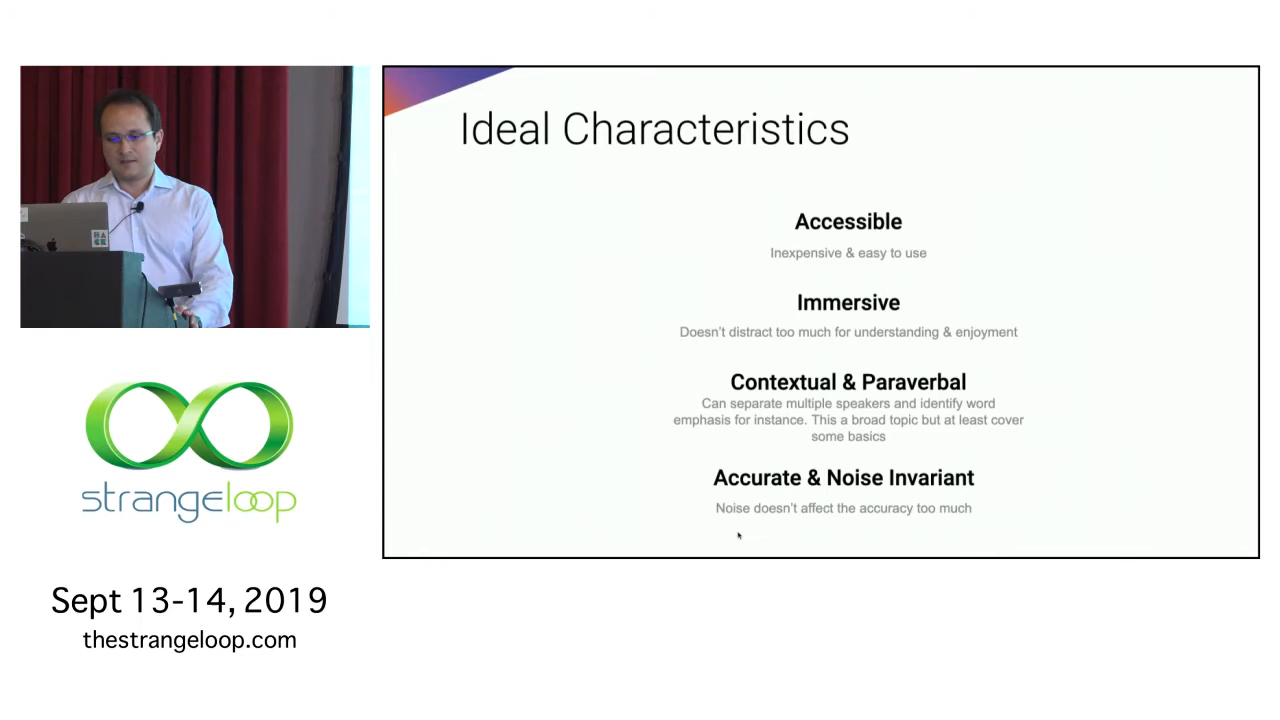 Ideal Characteristics
Accessible
Inexpensive & easy to use
Immersive
Doesn't distract too much for understanding & enjoyment
Contextual & Paraverbal
Can separate multiple speakers and identify word
emphasis for instance. This a broad topic but at least cover
some basics
Accurate & Noise Invariant
Noise doesn't affect the accuracy too much
strangeloop
Sept 13-14, 2019
thestrangeloop.com